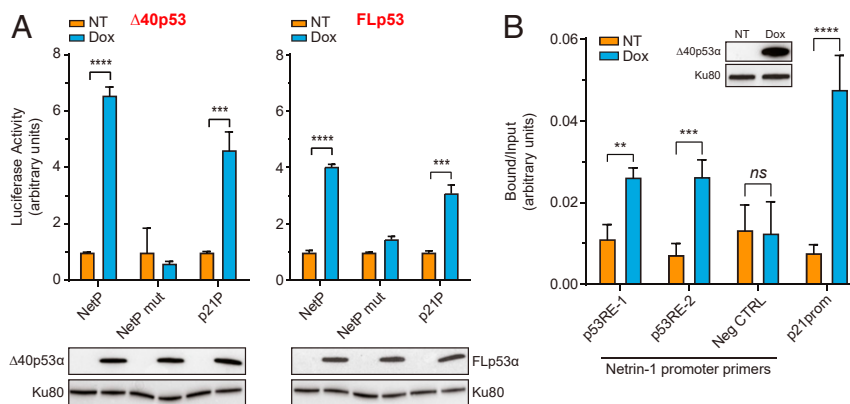 A
Δ40p53
NT
Dox
Luciferase Activity
(arbitrary units)
8
6
4
2
1
0
****
***
NetP
NetP mut
p21P
Δ40p53α
Ku80
FLp53
NT
Dox
8
6
4
2
1
0
****
***
NetP
NetP mut
p21P
FLp53α
Ku80
B
NT
Dox
NT Dox
Δ40p53α
Ku80
Bound/Input
(arbitrary units)
0.06
0.04
0.02
0.00
**
***
ns
****
p53RE-1
p53RE-2
Neg CTRL
p21prom
Netrin-1 promoter primers